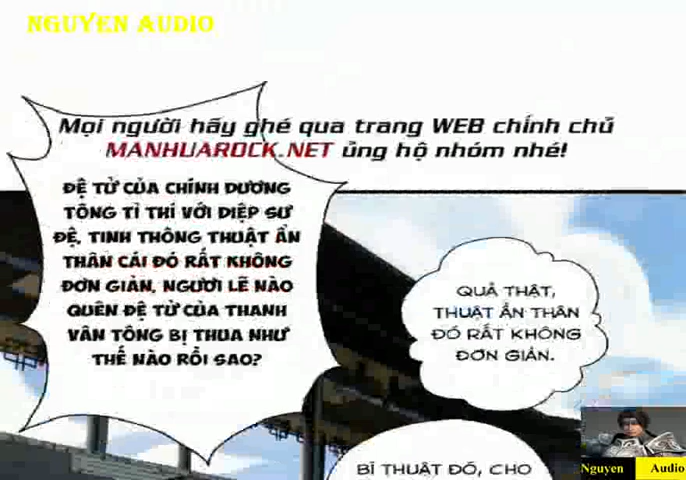 NGUYEN AUDIO
Mọi người hãy ghé qua trang WEB chính chủ
MANHUAROCK.NET ủng hộ nhóm nhé!
ĐỆ TỬ CỦA CHÍNH DƯƠNG
TÔNG TỈ THÍ VỚI DIỆP SƯ
ĐỆ, TINH THÔNG THUẬT ẨN
THÂN CÁI ĐÓ RẤT KHÔNG
ĐƠN GIẢN, NGƯƠI LẼ NÀO
QUÊN ĐỆ TỬ CỦA THANH
VÂN TÔNG BỊ THUA NHƯ
THẾ NÀO RỒI SAO?
QUẢ THẬT,
THUẬT ẨN THÂN
ĐÓ RẤT KHÔNG
ĐƠN GIẢN.
BÍ THUẬT ĐÓ, CHO
Nguyen Audio